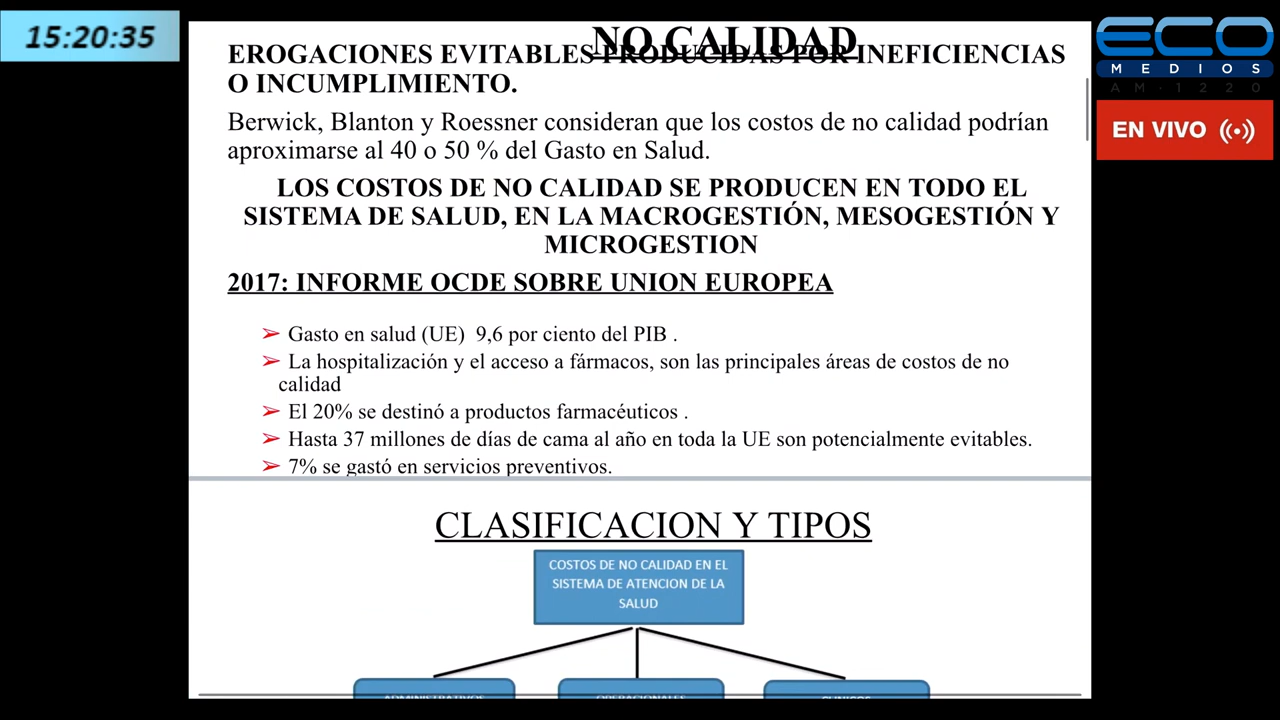 15:20:35
NO CALIDAD
EROGACIONES EVITABLES PRODUCIDAS POR INEFICIENCIAS
O INCUMPLIMIENTO.
Berwick, Blanton y Roessner consideran que los costos de no calidad podrían
aproximarse al 40 o 50 % del Gasto en Salud.
LOS COSTOS DE NO CALIDAD SE PRODUCEN EN TODO EL
SISTEMA DE SALUD, EN LA MACROGESTIÓN, MESOGESTIÓN Y
MICROGESTION
2017: INFORME OCDE SOBRE UNION EUROPEA
➢ Gasto en salud (UE) 9,6 por ciento del PIB .
➢ La hospitalización y el acceso a fármacos, son las principales áreas de costos de no
calidad
➢ El 20% se destinó a productos farmacéuticos .
➢ Hasta 37 millones de días de cama al año en toda la UE son potencialmente evitables.
➢ 7% se gastó en servicios preventivos.
CLASIFICACION Y TIPOS
COSTOS DE NO CALIDAD EN EL
SISTEMA DE ATENCION DE LA
SALUD
ADMINISTRATIVOS
OPERACIONALES
CLINICOS
ECO
MEDIOS
AM·1220
EN VIVO